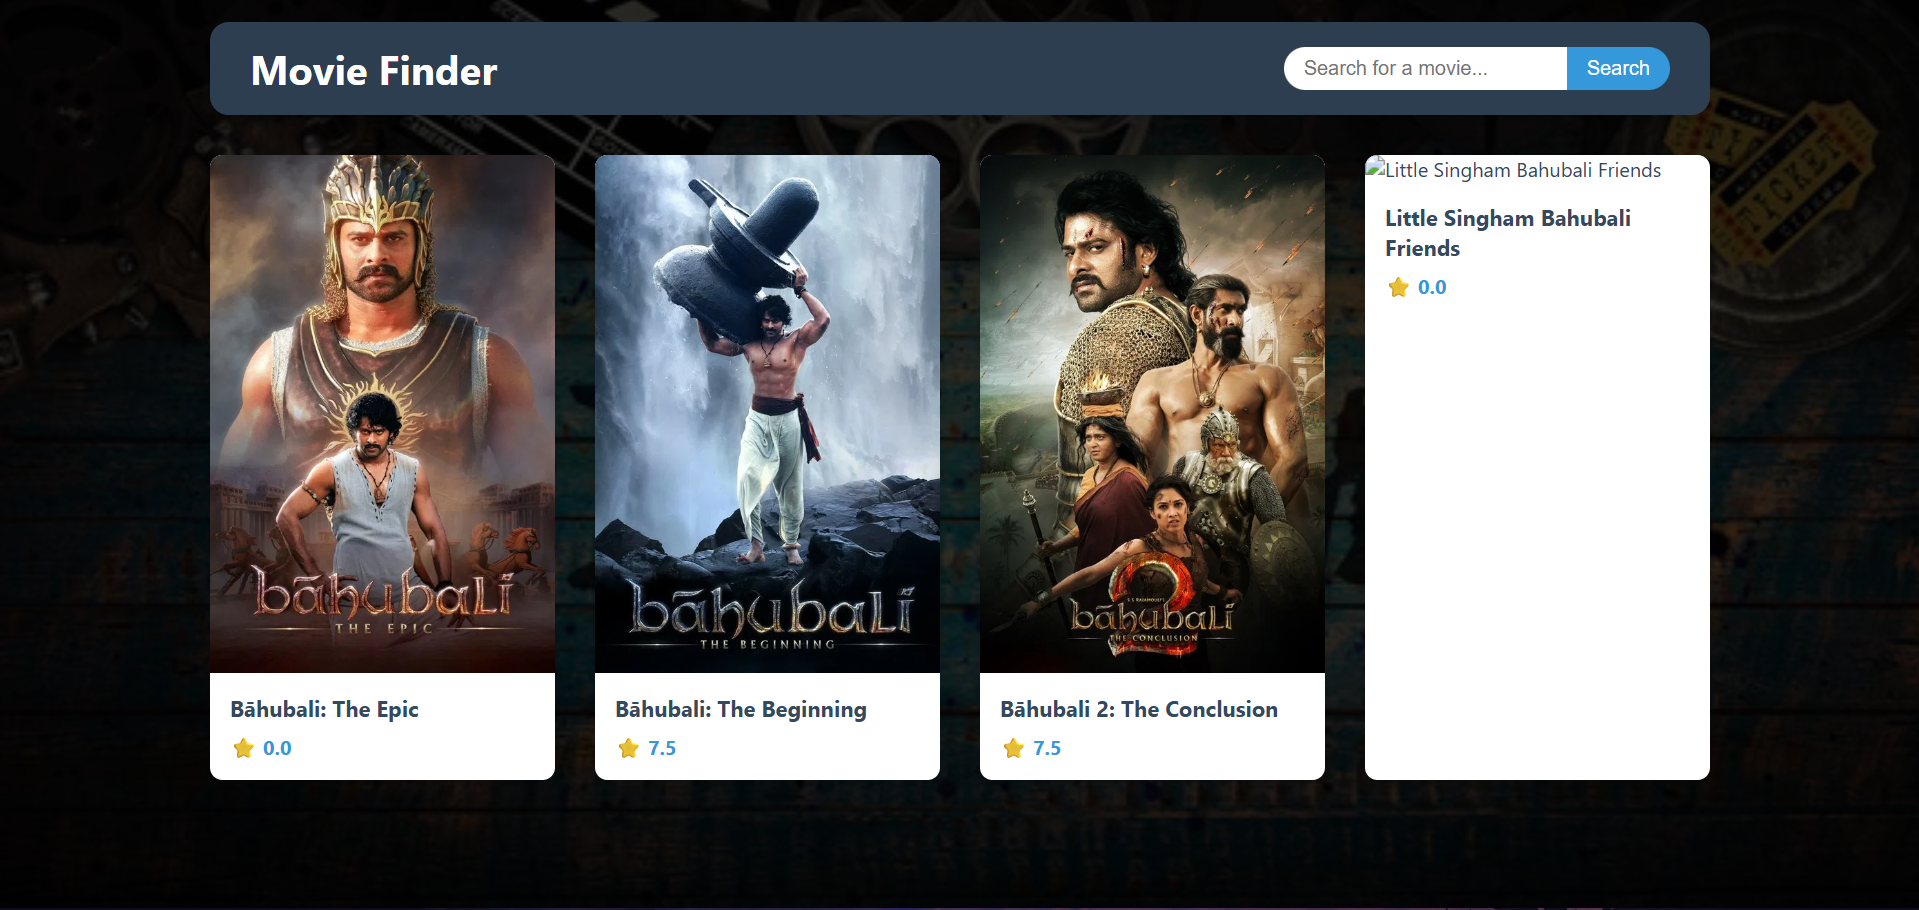 Movie Finder
Search for a movie...
Search
bāhubali
THE EPIC
bāhubali
THE BEGINNING
S S RAJAMOULI'S
2
bāhubali
THE CONCLUSION
Little Singham Bahubali Friends
Little Singham Bahubali
Friends
0.0
Bāhubali: The Epic
0.0
Bāhubali: The Beginning
7.5
Bāhubali 2: The Conclusion
7.5
TICKET